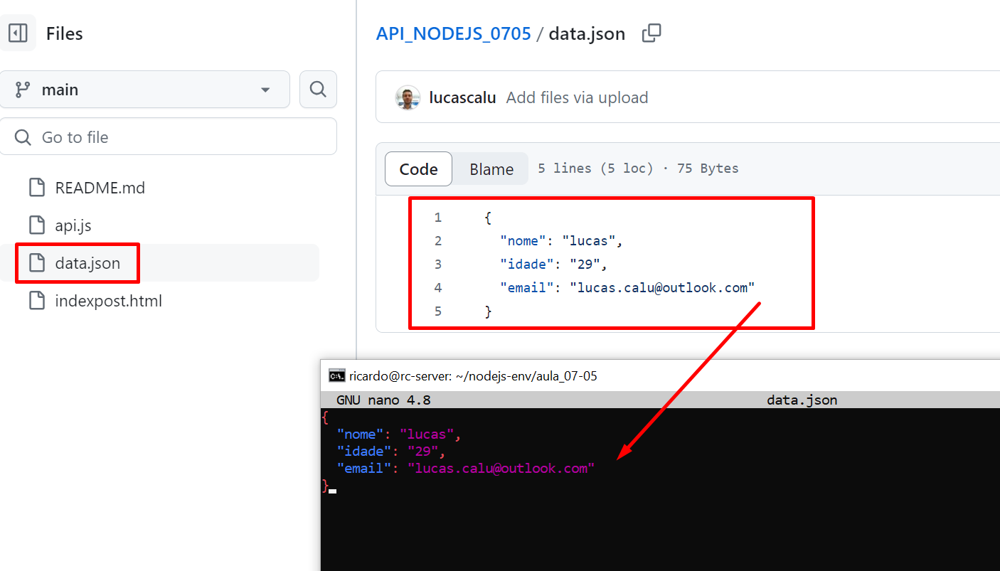 Files
main
Go to file
README.md
api.js
data.json
indexpost.html
API_NODEJS_0705 / data.json
lucascalu Add files via upload
Code Blame 5 lines (5 loc) · 75 Bytes
1 {
2 "nome": "lucas",
3 "idade": "29",
4 "email": "lucas.calu@outlook.com"
5 }
C:\. ricardo@rc-server: ~/nodejs-env/aula_07-05
GNU nano 4.8 data.json
{
"nome": "lucas",
"idade": "29",
"email": "lucas.calu@outlook.com"
}